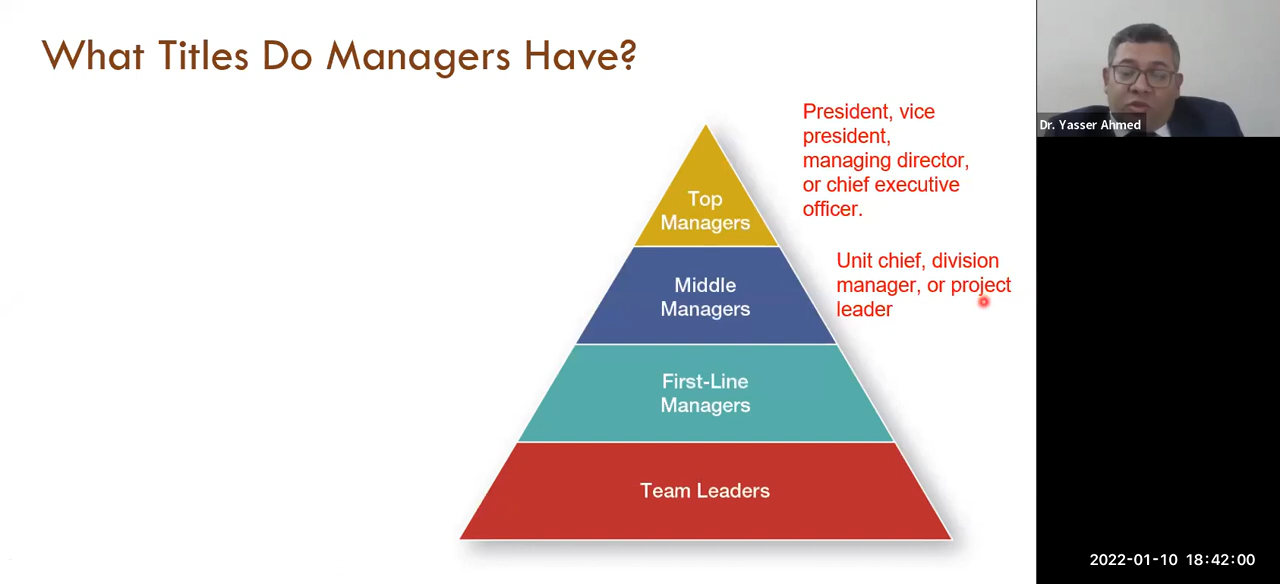 What Titles Do Managers Have?
President, vice
president,
managing director,
or chief executive
officer.
Top
Managers
Unit chief, division
manager, or project
leader
Middle
Managers
First-Line
Managers
Team Leaders
Dr. Yasser Ahmed
2022-01-10 18:42:00